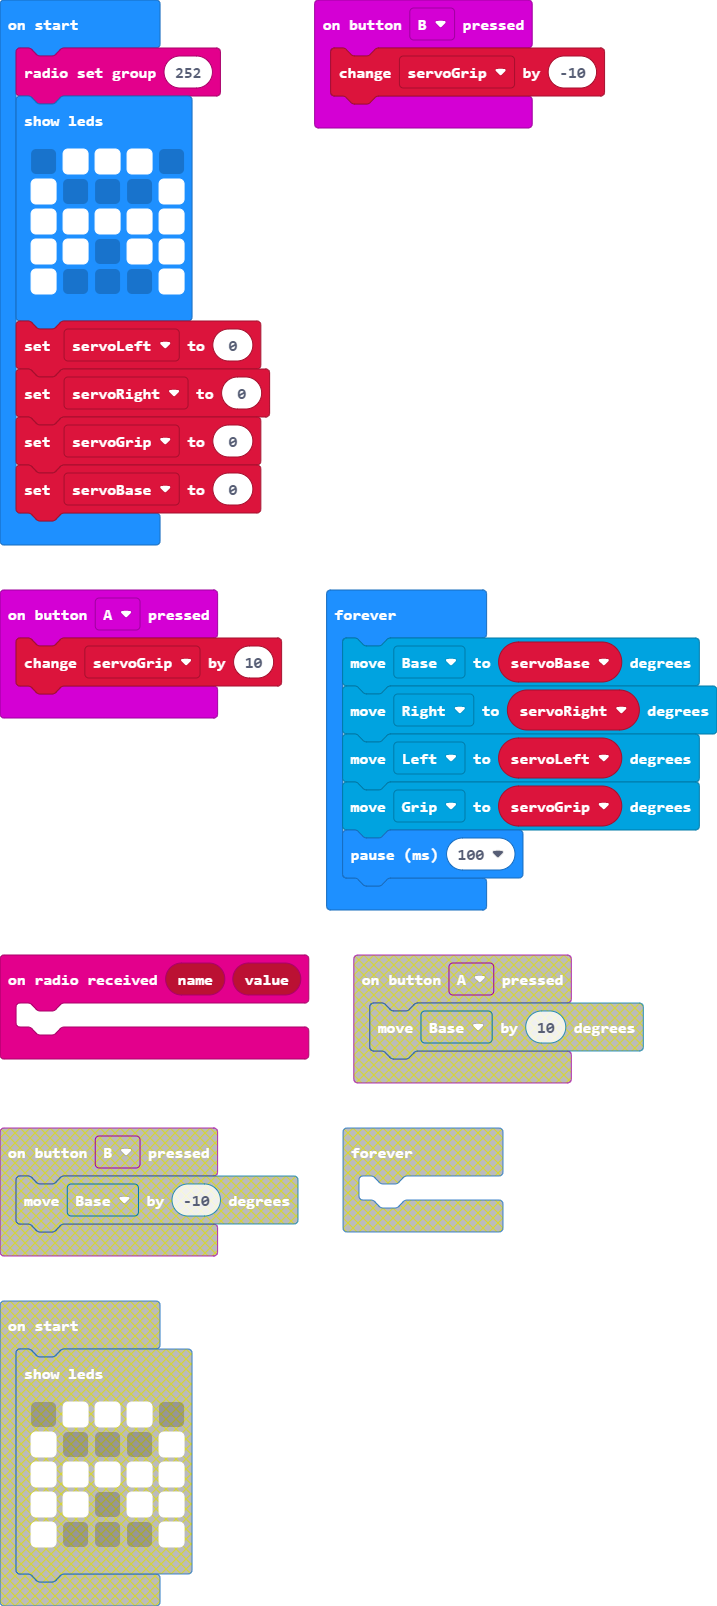 on start
radio set group 252
show leds
set servoLeft to 0
set servoRight to 0
set servoGrip to 0
set servoBase to 0
on button B pressed
change servoGrip by -10
on button A pressed
change servoGrip by 10
forever
move Base to servoBase degrees
move Right to servoRight degrees
move Left to servoLeft degrees
move Grip to servoGrip degrees
pause (ms) 100
on radio received name value
on button A pressed
move Base by 10 degrees
on button B pressed
move Base by -10 degrees
forever
on start
show leds